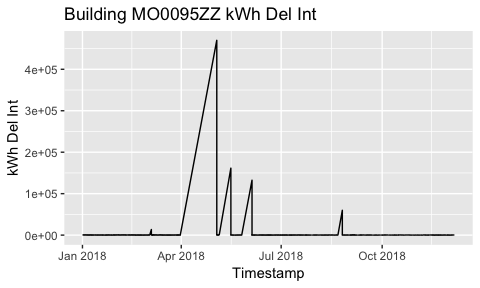 Building MO0095ZZ kWh Del Int
kWh Del Int
4e+05
3e+05
2e+05
1e+05
0e+00
Jan 2018 Apr 2018 Jul 2018 Oct 2018
Timestamp